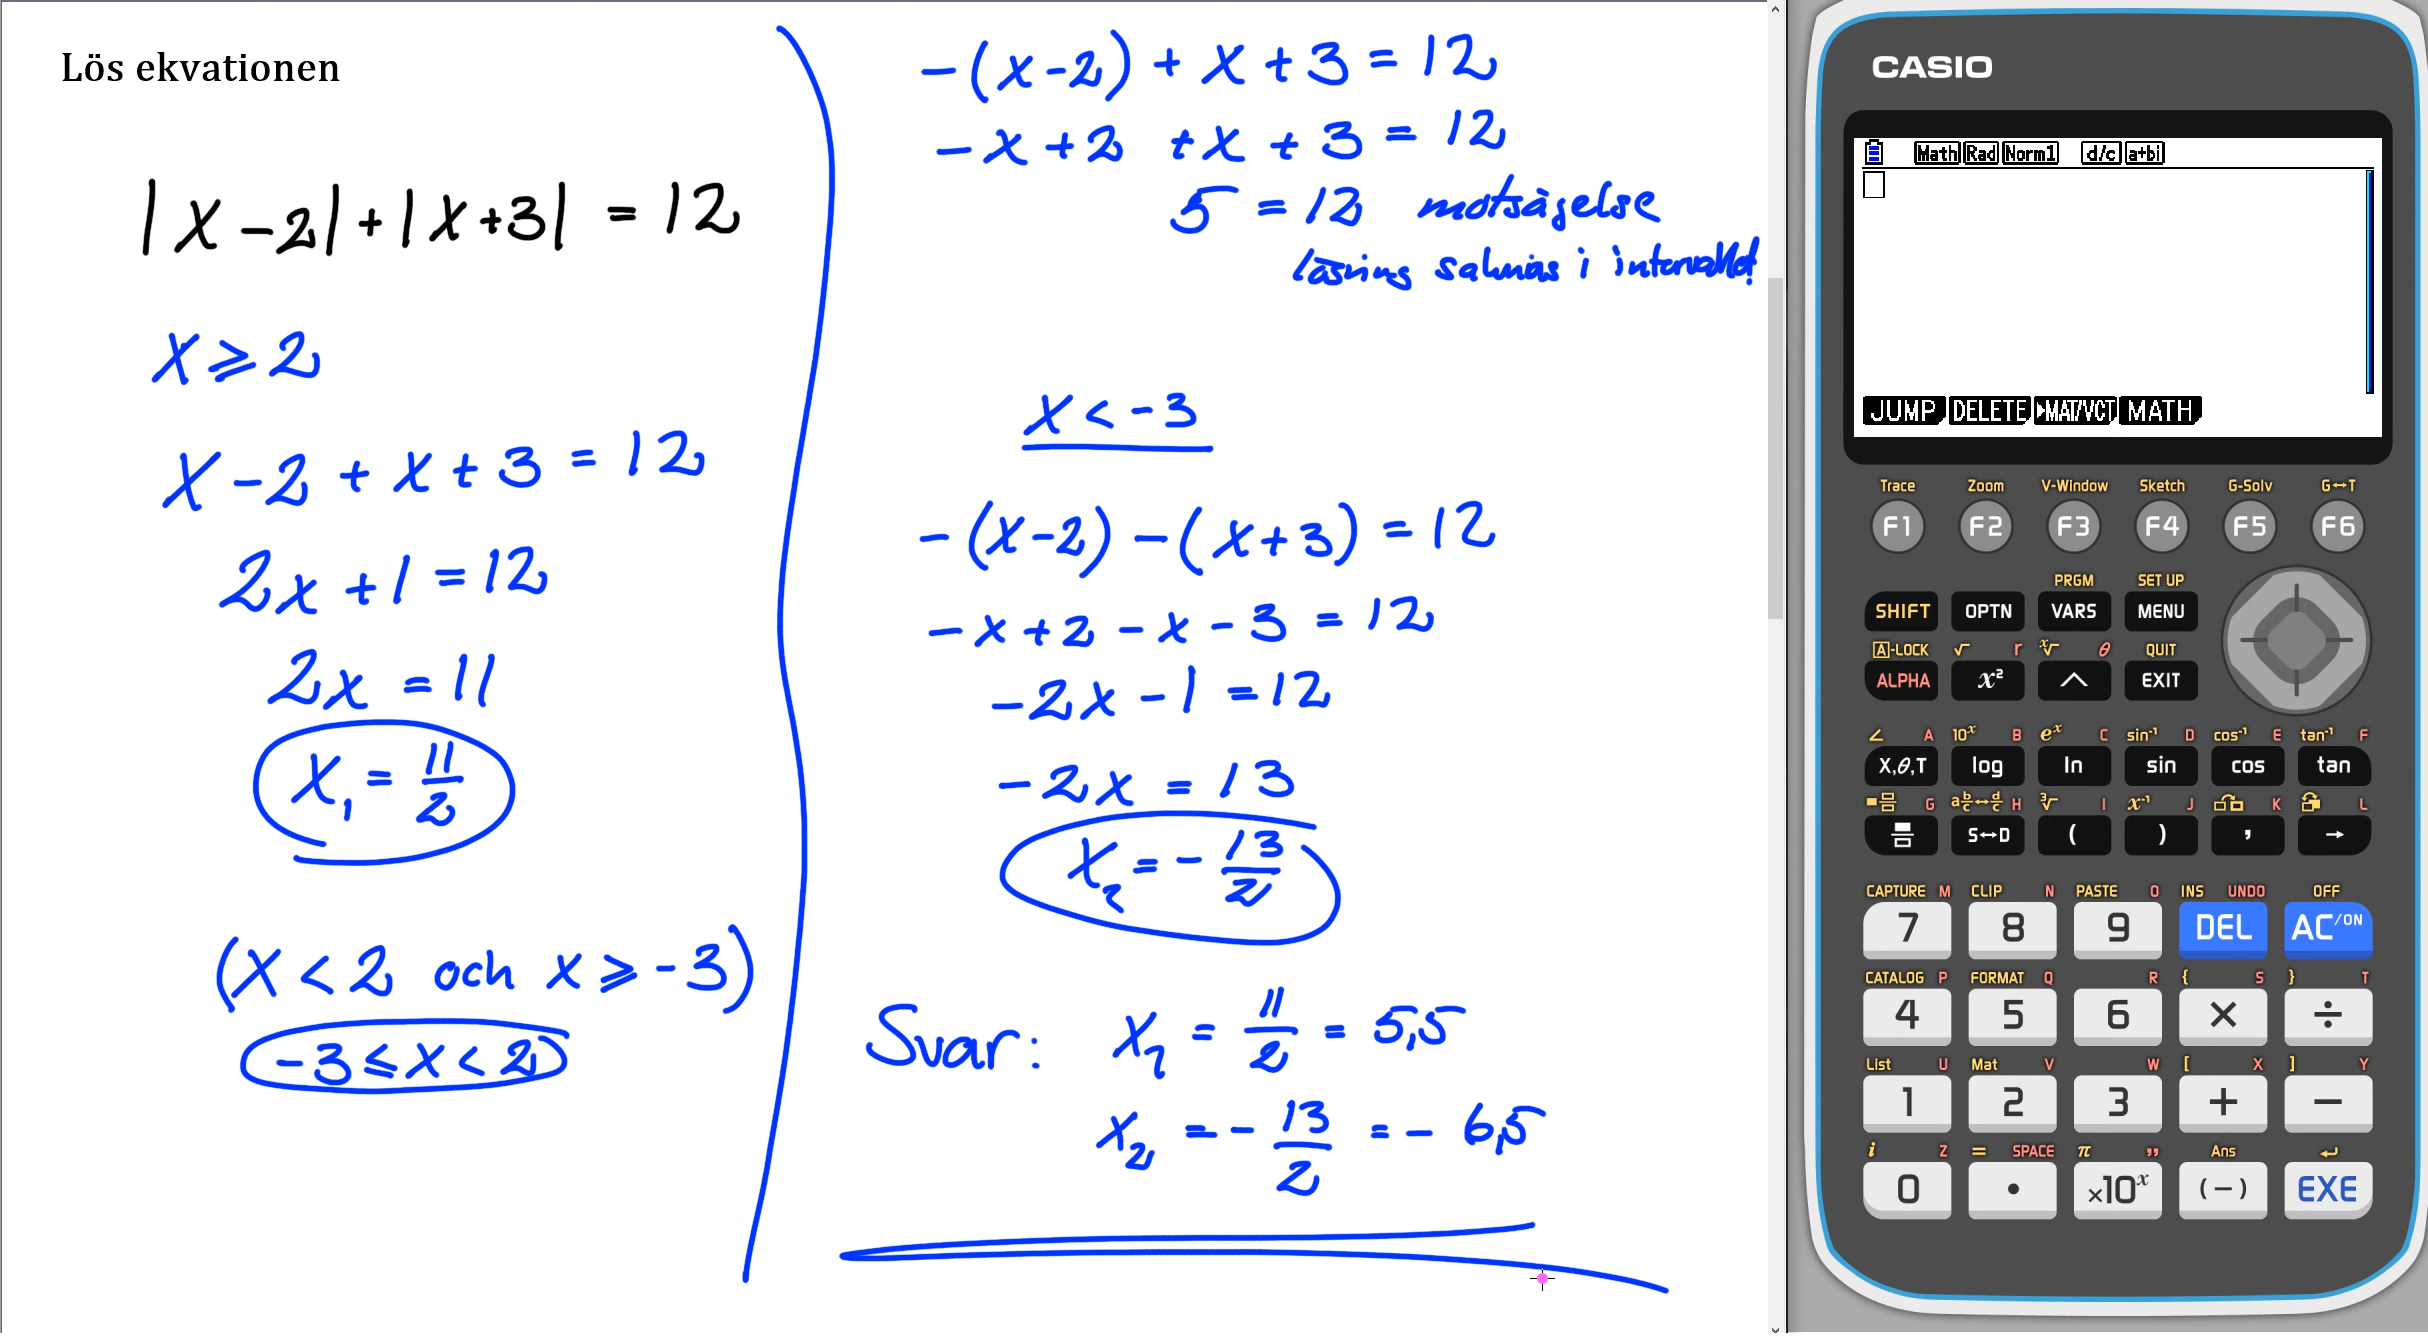 Lös ekvationen
|x-2|+|x+3| = 12
x ⩾ 2
x-2 + x + 3 = 12
2x + 1 = 12
2x = 11
x₁ = 11/2
(x < 2 och x ⩾ -3)
-3 ⩽ x < 2
-(x-2) + x + 3 = 12
-x + 2 + x + 3 = 12
5 = 12 motsägelse
lösning saknas i intervallet!
x < -3
-(x-2) -(x+3) = 12
-x + 2 - x - 3 = 12
-2x - 1 = 12
-2x = 13
x₂ = - 13/2
Svar: x₁ = 11/2 = 5,5
x₂ = - 13/2 = - 6,5
CASIO
Math Rad Norm1 d/c a+bi
JUMP DELETE ▶MAT/VCT MATH
Trace Zoom V-Window Sketch G-Solv G↔T
F1 F2 F3 F4 F5 F6
PRGM SET UP
SHIFT OPTN VARS MENU
A-LOCK √ r ˣ√ θ QUIT
ALPHA x² ^ EXIT
∠ A 10ˣ B eˣ C sin⁻¹ D cos⁻¹ E tan⁻¹ F
X,θ,T log ln sin cos tan
G a b/c↔d/c H ³√ I x⁻¹ J K L
S↔D ( ) , →
CAPTURE M CLIP N PASTE O INS UNDO OFF
7 8 9 DEL AC/ON
CATALOG P FORMAT Q R { S } T
4 5 6 × ÷
List U Mat V W [ X ] Y
1 2 3 + −
i Z = SPACE π " Ans ↵
0 • ×10ˣ (−) EXE